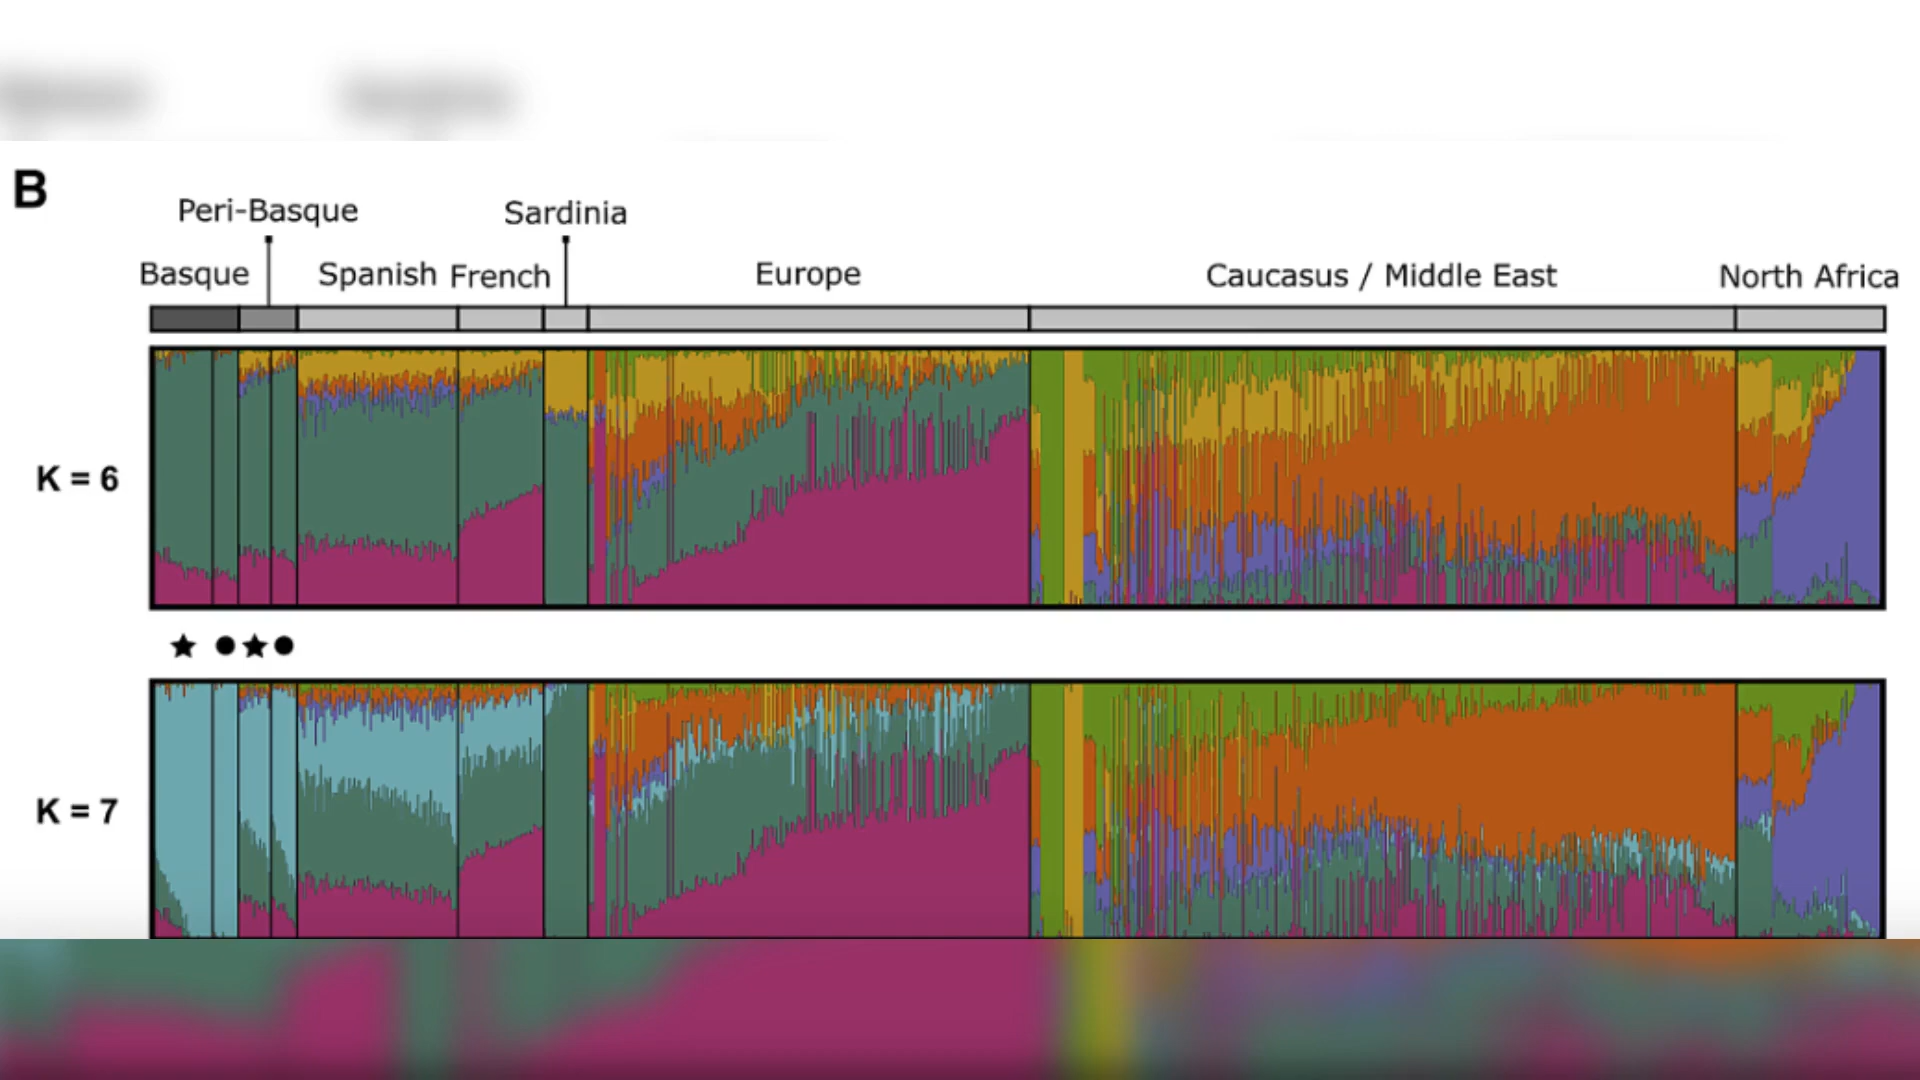 B
Peri-Basque
Sardinia
Basque
Spanish
French
Europe
Caucasus / Middle East
North Africa
K = 6
K = 7